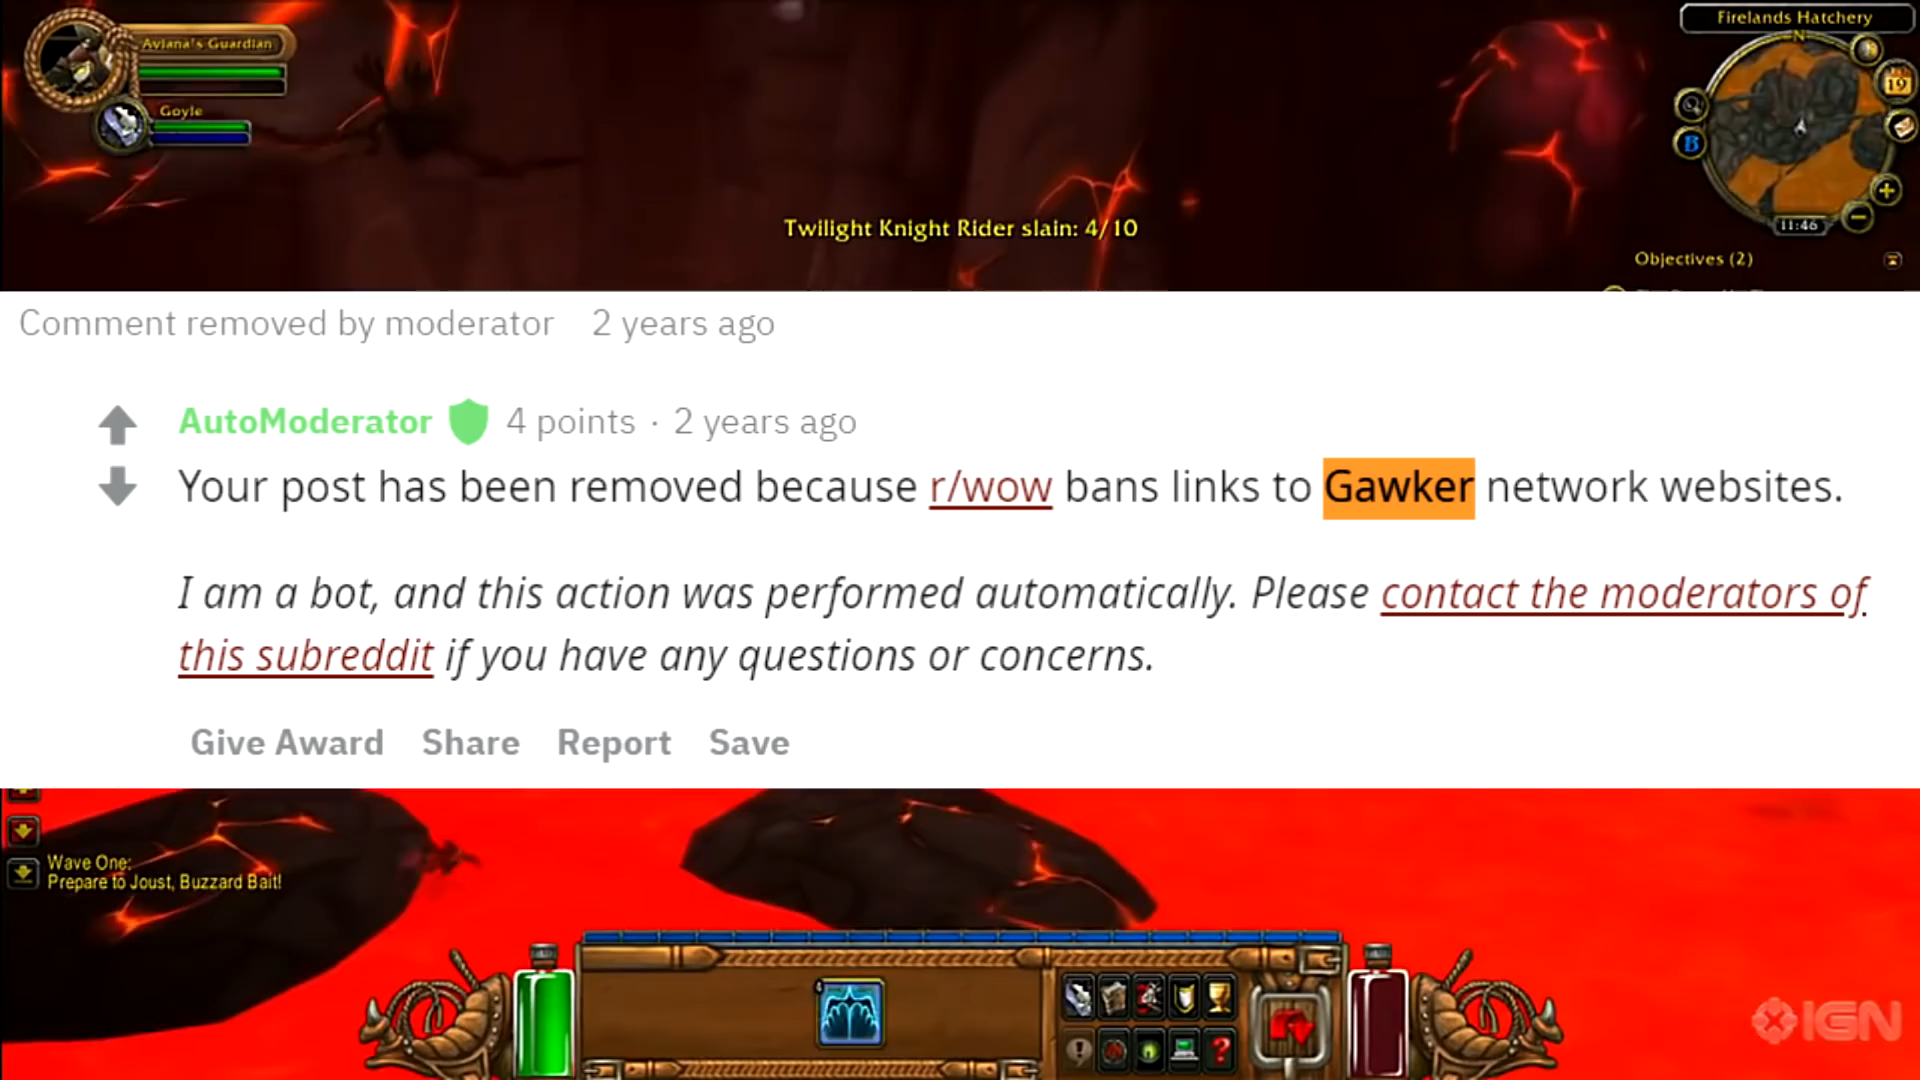 Aviana's Guardian
Goyle
Firelands Hatchery
N
19
B
11:46
Twilight Knight Rider slain: 4/10
Objectives (2)
Comment removed by moderator 2 years ago
AutoModerator 4 points · 2 years ago
Your post has been removed because r/wow bans links to Gawker network websites.
I am a bot, and this action was performed automatically. Please contact the moderators of
this subreddit if you have any questions or concerns.
Give Award Share Report Save
Wave One:
Prepare to Joust, Buzzard Bait!
4
IGN